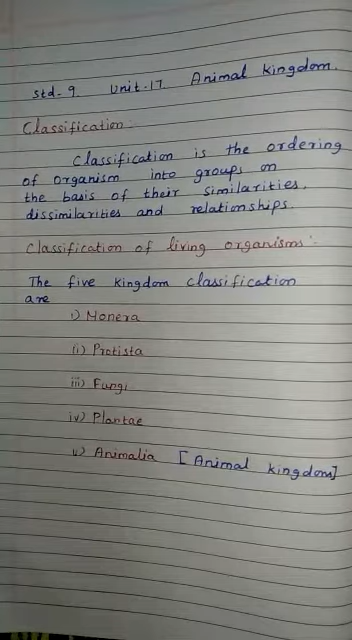 Std-9 Unit-17 Animal kingdom.
Classification:
Classification is the ordering
of organism into groups on
the basis of their similarities,
dissimilarities and relationships
Classification of living organisms:-
The five kingdom classification
are
i) Monera
(i) Protista
iii) Fungi
iv) Plantae
v) Animalia [Animal kingdom]